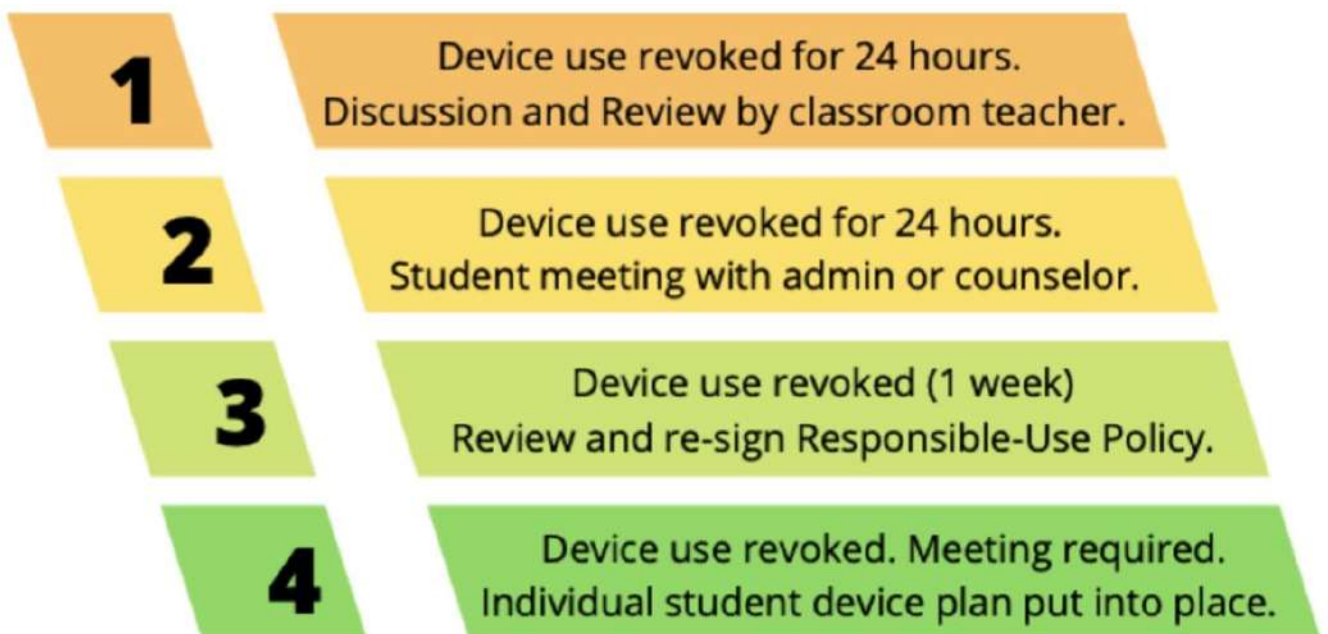 1
Device use revoked for 24 hours.
Discussion and Review by classroom teacher.
2
Device use revoked for 24 hours.
Student meeting with admin or counselor.
3
Device use revoked (1 week)
Review and re-sign Responsible-Use Policy.
4
Device use revoked. Meeting required.
Individual student device plan put into place.